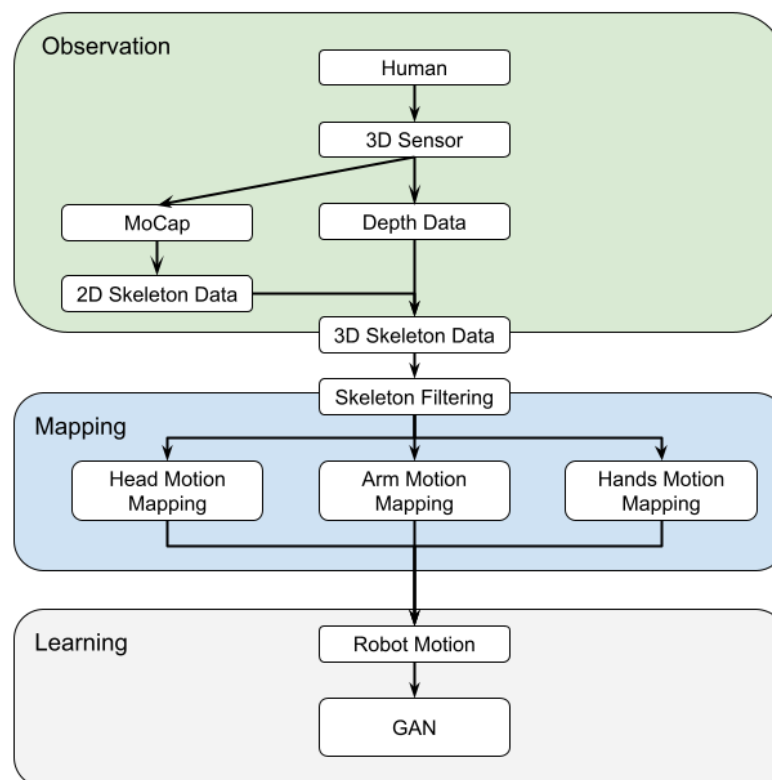 Observation
Human
3D Sensor
MoCap
Depth Data
2D Skeleton Data
3D Skeleton Data
Skeleton Filtering
Mapping
Head Motion
Mapping
Arm Motion
Mapping
Hands Motion
Mapping
Learning
Robot Motion
GAN